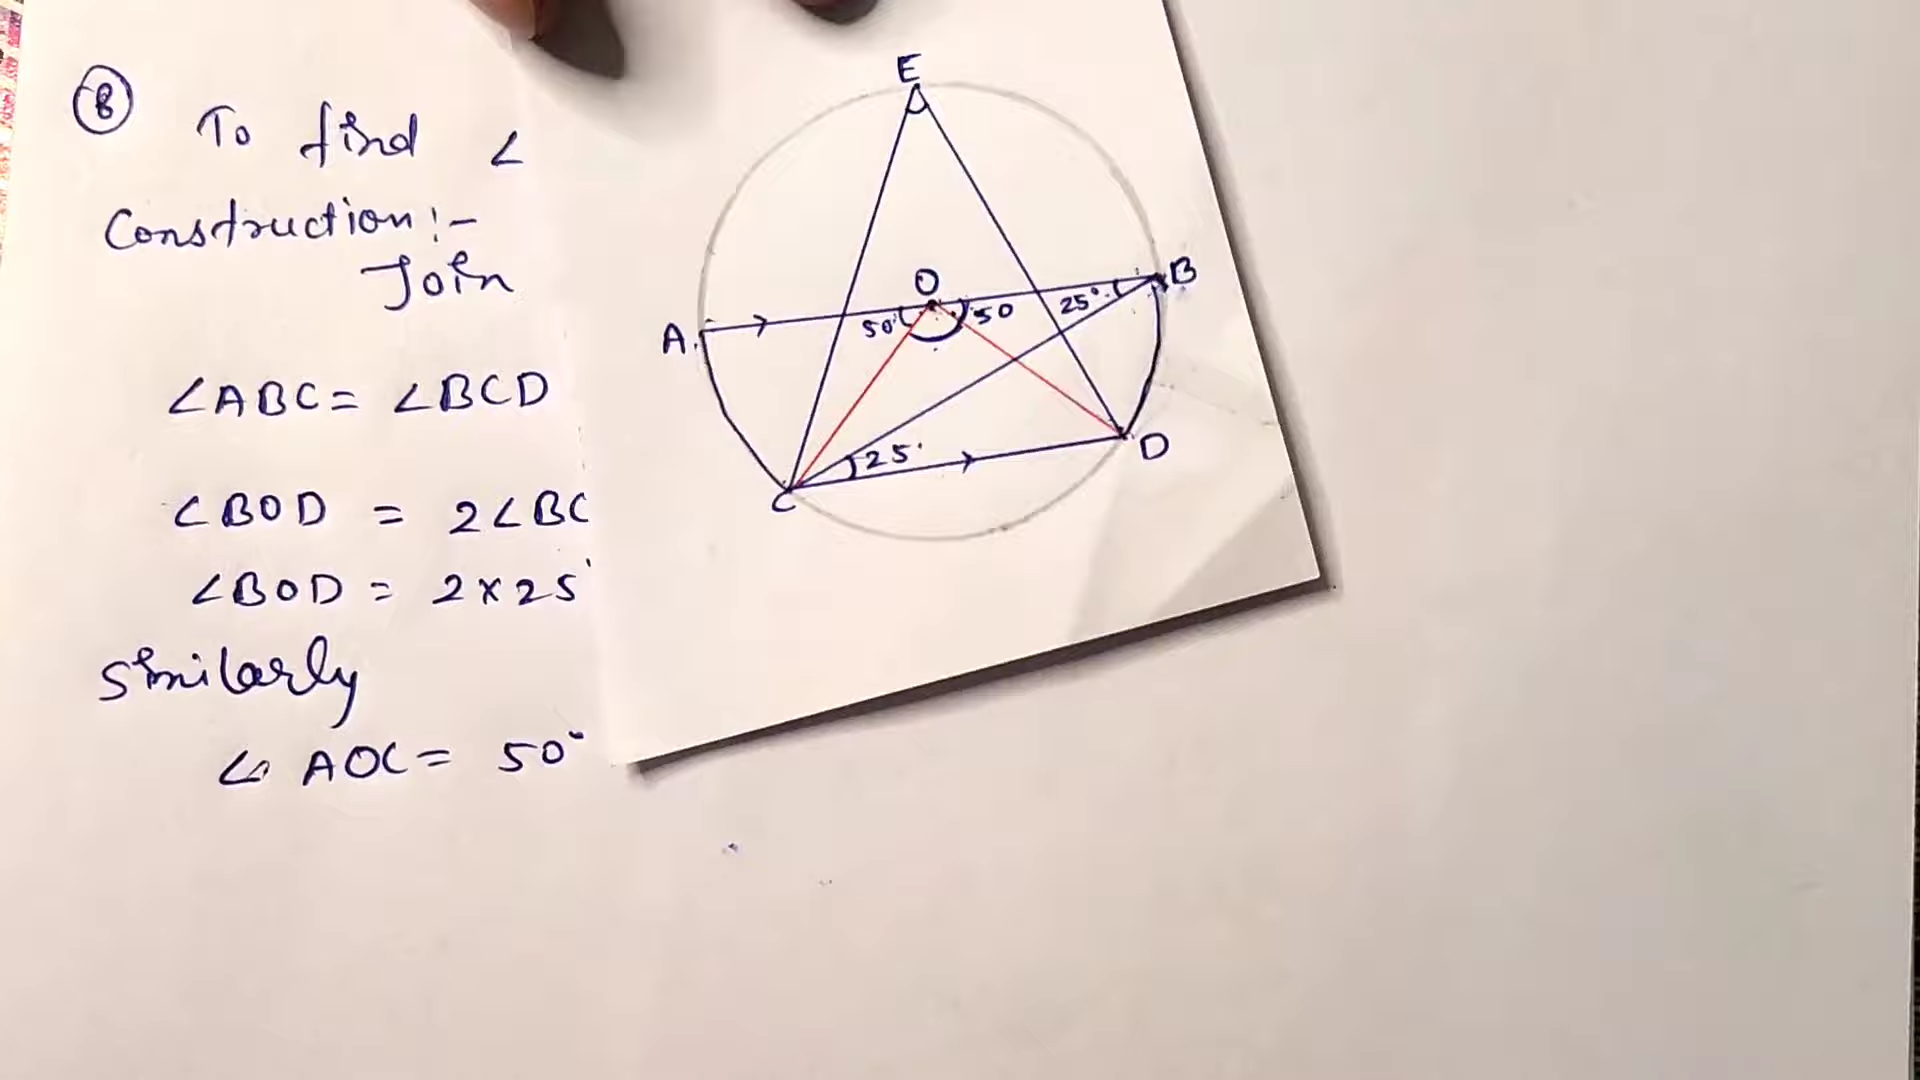 8
To find ∠
Construction:-
Join
∠ABC = ∠BCD
∠BOD = 2∠BC
∠BOD = 2×25°
Similarly
∠AOC = 50°
E
O
B
A
50°
50
25°
25°
D
C